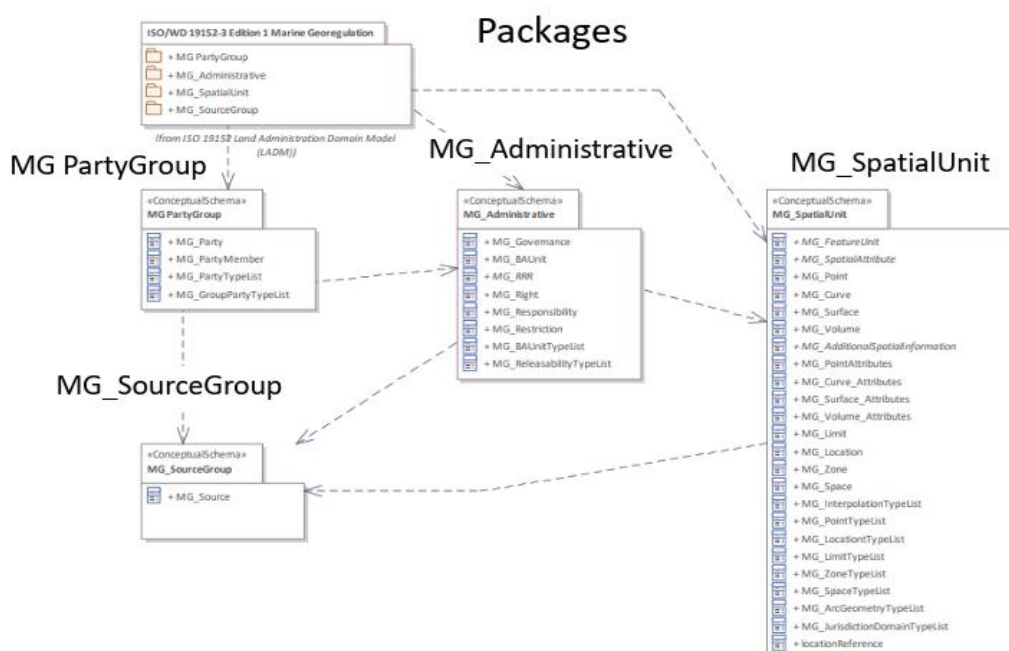 Packages
ISO/WD 19152-3 Edition 1 Marine Georegulation
+ MG PartyGroup
+ MG_Administrative
+ MG_SpatialUnit
+ MG_SourceGroup
(from ISO 19152 Land Administration Domain Model
(LADM))
MG PartyGroup
«ConceptualSchema»
MG PartyGroup
+ MG_Party
+ MG_PartyMember
+ MG_PartyTypeList
+ MG_GroupPartyTypeList
MG_Administrative
«ConceptualSchema»
MG_Administrative
+ MG_Governance
+ MG_BAUnit
+ MG_RRR
+ MG_Right
+ MG_Responsibility
+ MG_Restriction
+ MG_BAUnitTypeList
+ MG_ReleasabilityTypeList
MG_SpatialUnit
«ConceptualSchema»
MG_SpatialUnit
+ MG_FeatureUnit
+ MG_SpatialAttribute
+ MG_Point
+ MG_Curve
+ MG_Surface
+ MG_Volume
+ MG_AdditionalSpatialInformation
+ MG_PointAttributes
+ MG_Curve_Attributes
+ MG_Surface_Attributes
+ MG_Volume_Attributes
+ MG_Limit
+ MG_Location
+ MG_Zone
+ MG_Space
+ MG_InterpolationTypeList
+ MG_PointTypeList
+ MG_LocationtTypeList
+ MG_LimitTypeList
+ MG_ZoneTypeList
+ MG_SpaceTypeList
+ MG_ArcGeometryTypeList
+ MG_JurisdictionDomainTypeList
+ locationReference
MG_SourceGroup
«ConceptualSchema»
MG_SourceGroup
+ MG_Source